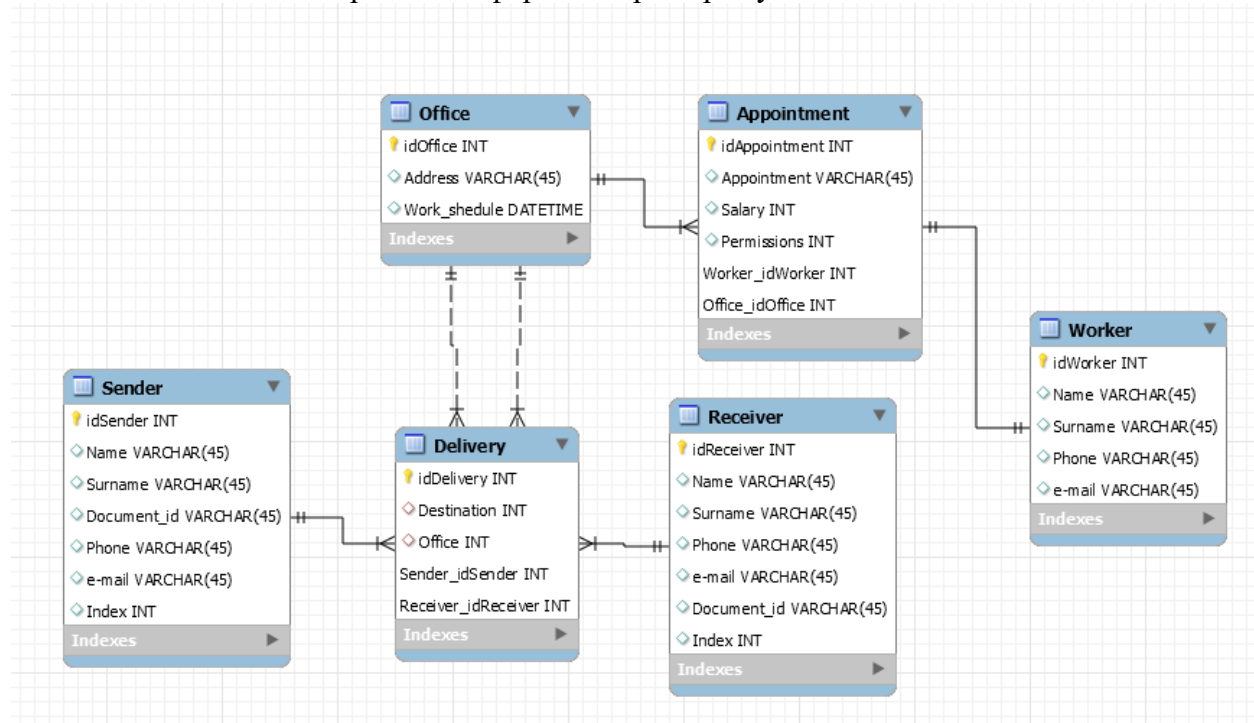 Office
idOffice INT
Address VARCHAR(45)
Work_shedule DATETIME
Indexes
Appointment
idAppointment INT
Appointment VARCHAR(45)
Salary INT
Permissions INT
Worker_idWorker INT
Office_idOffice INT
Indexes
Worker
idWorker INT
Name VARCHAR(45)
Surname VARCHAR(45)
Phone VARCHAR(45)
e-mail VARCHAR(45)
Indexes
Sender
idSender INT
Name VARCHAR(45)
Surname VARCHAR(45)
Document_id VARCHAR(45)
Phone VARCHAR(45)
e-mail VARCHAR(45)
Index INT
Indexes
Delivery
idDelivery INT
Destination INT
Office INT
Sender_idSender INT
Receiver_idReceiver INT
Indexes
Receiver
idReceiver INT
Name VARCHAR(45)
Surname VARCHAR(45)
Phone VARCHAR(45)
e-mail VARCHAR(45)
Document_id VARCHAR(45)
Index INT
Indexes